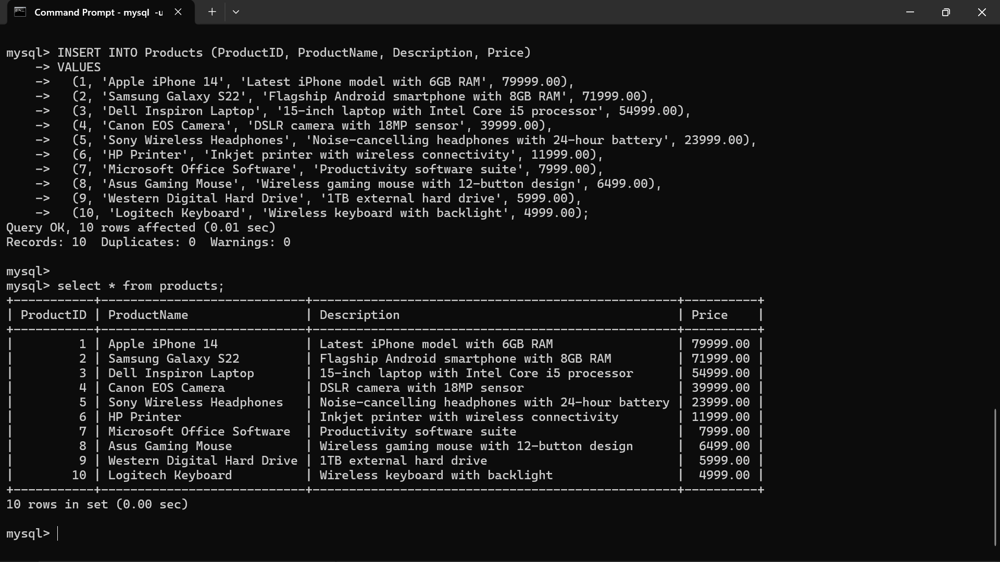 Command Prompt - mysql -u
mysql> INSERT INTO Products (ProductID, ProductName, Description, Price)
    -> VALUES
    ->   (1, 'Apple iPhone 14', 'Latest iPhone model with 6GB RAM', 79999.00),
    ->   (2, 'Samsung Galaxy S22', 'Flagship Android smartphone with 8GB RAM', 71999.00),
    ->   (3, 'Dell Inspiron Laptop', '15-inch laptop with Intel Core i5 processor', 54999.00),
    ->   (4, 'Canon EOS Camera', 'DSLR camera with 18MP sensor', 39999.00),
    ->   (5, 'Sony Wireless Headphones', 'Noise-cancelling headphones with 24-hour battery', 23999.00),
    ->   (6, 'HP Printer', 'Inkjet printer with wireless connectivity', 11999.00),
    ->   (7, 'Microsoft Office Software', 'Productivity software suite', 7999.00),
    ->   (8, 'Asus Gaming Mouse', 'Wireless gaming mouse with 12-button design', 6499.00),
    ->   (9, 'Western Digital Hard Drive', '1TB external hard drive', 5999.00),
    ->   (10, 'Logitech Keyboard', 'Wireless keyboard with backlight', 4999.00);
Query OK, 10 rows affected (0.01 sec)
Records: 10  Duplicates: 0  Warnings: 0
mysql>
mysql> select * from products;
+-----------+----------------------------+--------------------------------------------------+----------+
| ProductID | ProductName                | Description                                      | Price    |
+-----------+----------------------------+--------------------------------------------------+----------+
|         1 | Apple iPhone 14            | Latest iPhone model with 6GB RAM                 | 79999.00 |
|         2 | Samsung Galaxy S22         | Flagship Android smartphone with 8GB RAM         | 71999.00 |
|         3 | Dell Inspiron Laptop       | 15-inch laptop with Intel Core i5 processor      | 54999.00 |
|         4 | Canon EOS Camera           | DSLR camera with 18MP sensor                     | 39999.00 |
|         5 | Sony Wireless Headphones   | Noise-cancelling headphones with 24-hour battery | 23999.00 |
|         6 | HP Printer                 | Inkjet printer with wireless connectivity        | 11999.00 |
|         7 | Microsoft Office Software  | Productivity software suite                      |  7999.00 |
|         8 | Asus Gaming Mouse          | Wireless gaming mouse with 12-button design      |  6499.00 |
|         9 | Western Digital Hard Drive | 1TB external hard drive                          |  5999.00 |
|        10 | Logitech Keyboard          | Wireless keyboard with backlight                 |  4999.00 |
+-----------+----------------------------+--------------------------------------------------+----------+
10 rows in set (0.00 sec)
mysql>